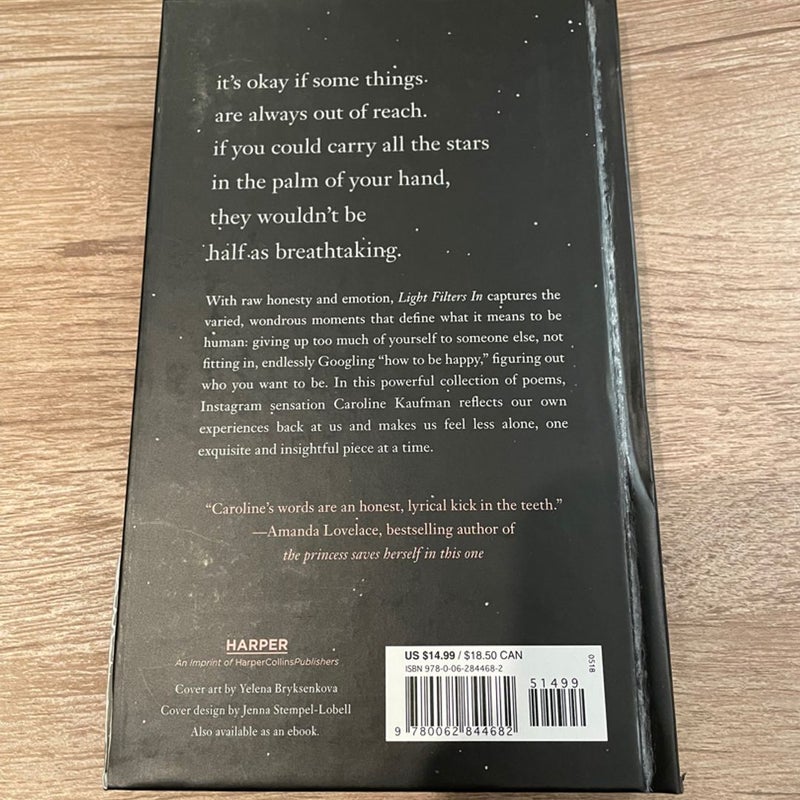 it's okay if some things
are always out of reach.
if you could carry all the stars
in the palm of your hand,
they wouldn't be
half as breathtaking.
With raw honesty and emotion, Light Filters In captures the
varied, wondrous moments that define what it means to be
human: giving up too much of yourself to someone else, not
fitting in, endlessly Googling “how to be happy,” figuring out
who you want to be. In this powerful collection of poems,
Instagram sensation Caroline Kaufman reflects our own
experiences back at us and makes us feel less alone, one
exquisite and insightful piece at a time.
“Caroline's words are an honest, lyrical kick in the teeth.”
—Amanda Lovelace, bestselling author of
the princess saves herself in this one
HARPER
An Imprint of HarperCollinsPublishers
Cover art by Yelena Bryksenkova
Cover design by Jenna Stempel-Lobell
Also available as an ebook.
US $14.99 / $18.50 CAN
ISBN 978-0-06-284468-2
51499
9 780062 844682
0518